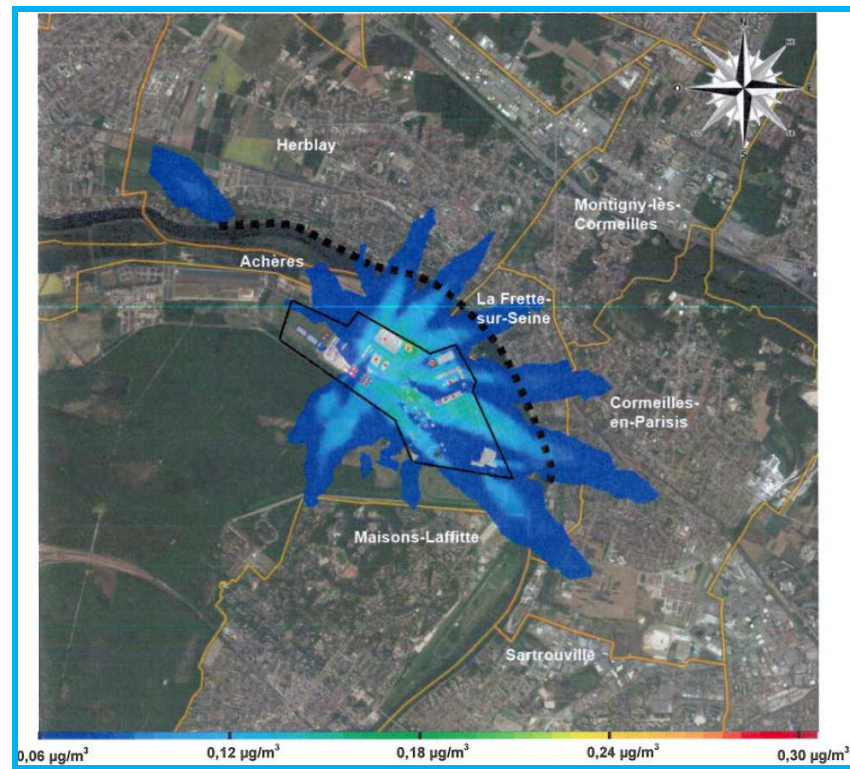 N
O
E
S
Herblay
Montigny-lès-
Cormeilles
Achères
La Frette-
sur-Seine
Cormeilles-
en-Parisis
Maisons-Laffitte
Sartrouville
0,06 µg/m³
0,12 µg/m³
0,18 µg/m³
0,24 µg/m³
0,30 µg/m³